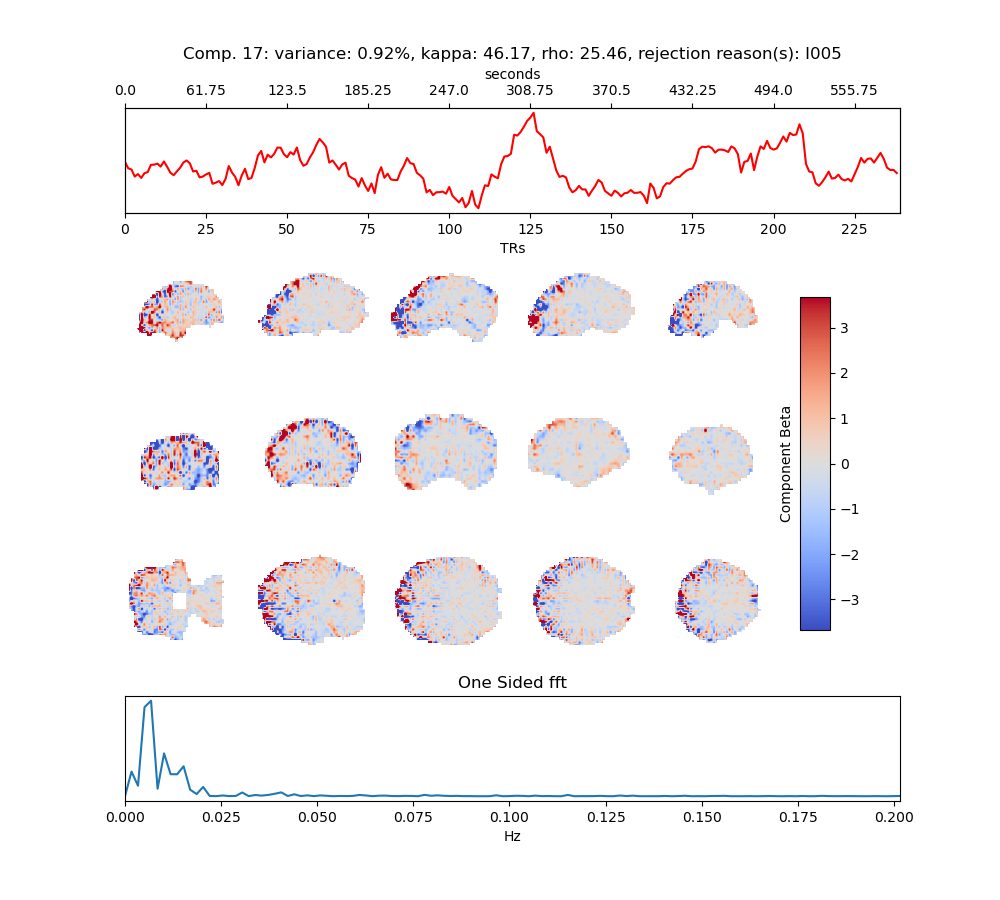 Comp. 17: variance: 0.92%, kappa: 46.17, rho: 25.46, rejection reason(s): I005
seconds
0.0 61.75 123.5 185.25 247.0 308.75 370.5 432.25 494.0 555.75
0 25 50 75 100 125 150 175 200 225
TRs
3
2
1
0
−1
−2
−3
Component Beta
One Sided fft
0.000 0.025 0.050 0.075 0.100 0.125 0.150 0.175 0.200
Hz